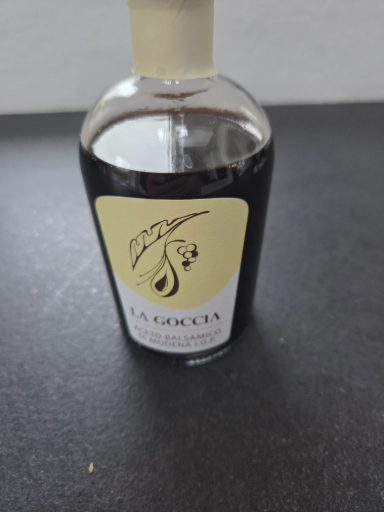 LA GOCCIA
ACETO BALSAMICO
DI MODENA I.G.P.